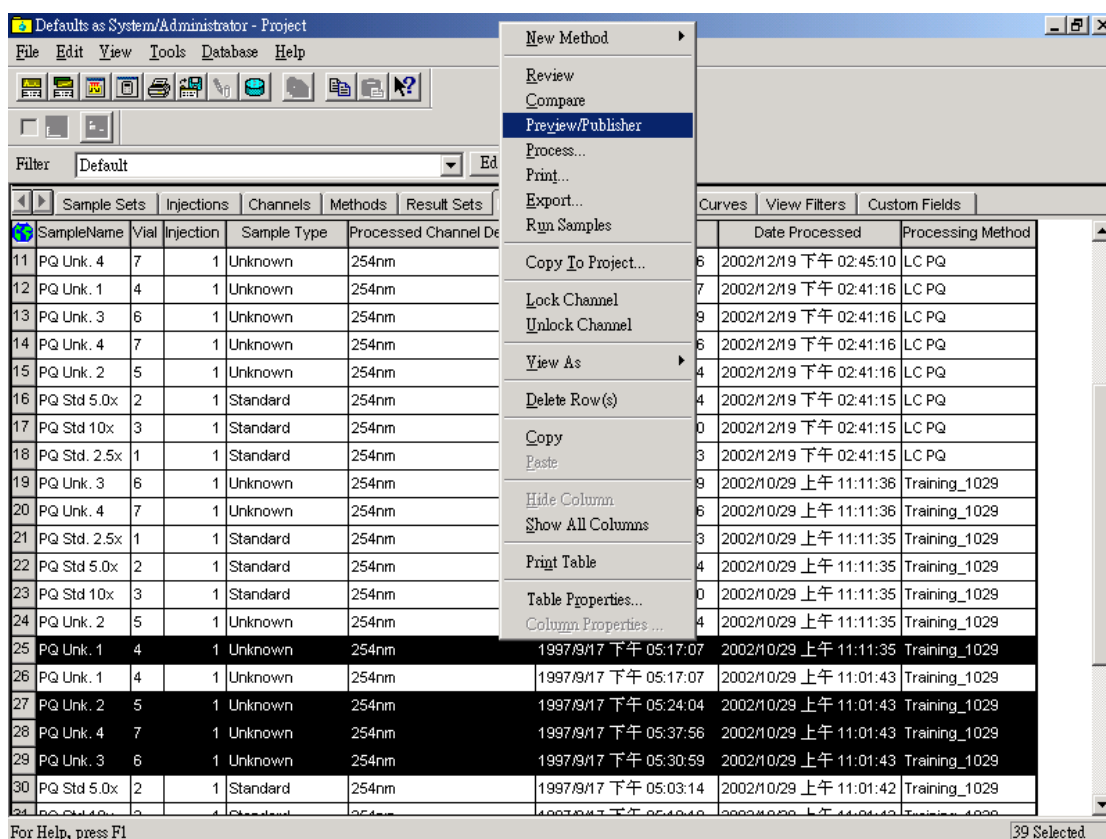 Defaults as System/Administrator - Project
File Edit View Tools Database Help
Filter Default Ed
New Method
Review
Compare
Preview/Publisher
Process...
Print...
Export...
Run Samples
Copy To Project...
Lock Channel
Unlock Channel
View As
Delete Row(s)
Copy
Paste
Hide Column
Show All Columns
Print Table
Table Properties...
Column Properties ...
Sample Sets Injections Channels Methods Result Sets Curves View Filters Custom Fields
SampleName Vial Injection Sample Type Processed Channel De Date Processed Processing Method
11 PQ Unk. 4 7 1 Unknown 254nm 6 2002/12/19 下午 02:45:10 LC PQ
12 PQ Unk. 1 4 1 Unknown 254nm 7 2002/12/19 下午 02:41:16 LC PQ
13 PQ Unk. 3 6 1 Unknown 254nm 9 2002/12/19 下午 02:41:16 LC PQ
14 PQ Unk. 4 7 1 Unknown 254nm 6 2002/12/19 下午 02:41:16 LC PQ
15 PQ Unk. 2 5 1 Unknown 254nm 4 2002/12/19 下午 02:41:16 LC PQ
16 PQ Std 5.0x 2 1 Standard 254nm 4 2002/12/19 下午 02:41:15 LC PQ
17 PQ Std 10x 3 1 Standard 254nm 0 2002/12/19 下午 02:41:15 LC PQ
18 PQ Std. 2.5x 1 1 Standard 254nm 3 2002/12/19 下午 02:41:15 LC PQ
19 PQ Unk. 3 6 1 Unknown 254nm 9 2002/10/29 上午 11:11:36 Training_1029
20 PQ Unk. 4 7 1 Unknown 254nm 6 2002/10/29 上午 11:11:36 Training_1029
21 PQ Std. 2.5x 1 1 Standard 254nm 3 2002/10/29 上午 11:11:35 Training_1029
22 PQ Std 5.0x 2 1 Standard 254nm 4 2002/10/29 上午 11:11:35 Training_1029
23 PQ Std 10x 3 1 Standard 254nm 0 2002/10/29 上午 11:11:35 Training_1029
24 PQ Unk. 2 5 1 Unknown 254nm 4 2002/10/29 上午 11:11:35 Training_1029
25 PQ Unk. 1 4 1 Unknown 254nm 1997/9/17 下午 05:17:07 2002/10/29 上午 11:11:35 Training_1029
26 PQ Unk. 1 4 1 Unknown 254nm 1997/9/17 下午 05:17:07 2002/10/29 上午 11:01:43 Training_1029
27 PQ Unk. 2 5 1 Unknown 254nm 1997/9/17 下午 05:24:04 2002/10/29 上午 11:01:43 Training_1029
28 PQ Unk. 4 7 1 Unknown 254nm 1997/9/17 下午 05:37:56 2002/10/29 上午 11:01:43 Training_1029
29 PQ Unk. 3 6 1 Unknown 254nm 1997/9/17 下午 05:30:59 2002/10/29 上午 11:01:43 Training_1029
30 PQ Std 5.0x 2 1 Standard 254nm 1997/9/17 下午 05:03:14 2002/10/29 上午 11:01:42 Training_1029
For Help, press F1 39 Selected